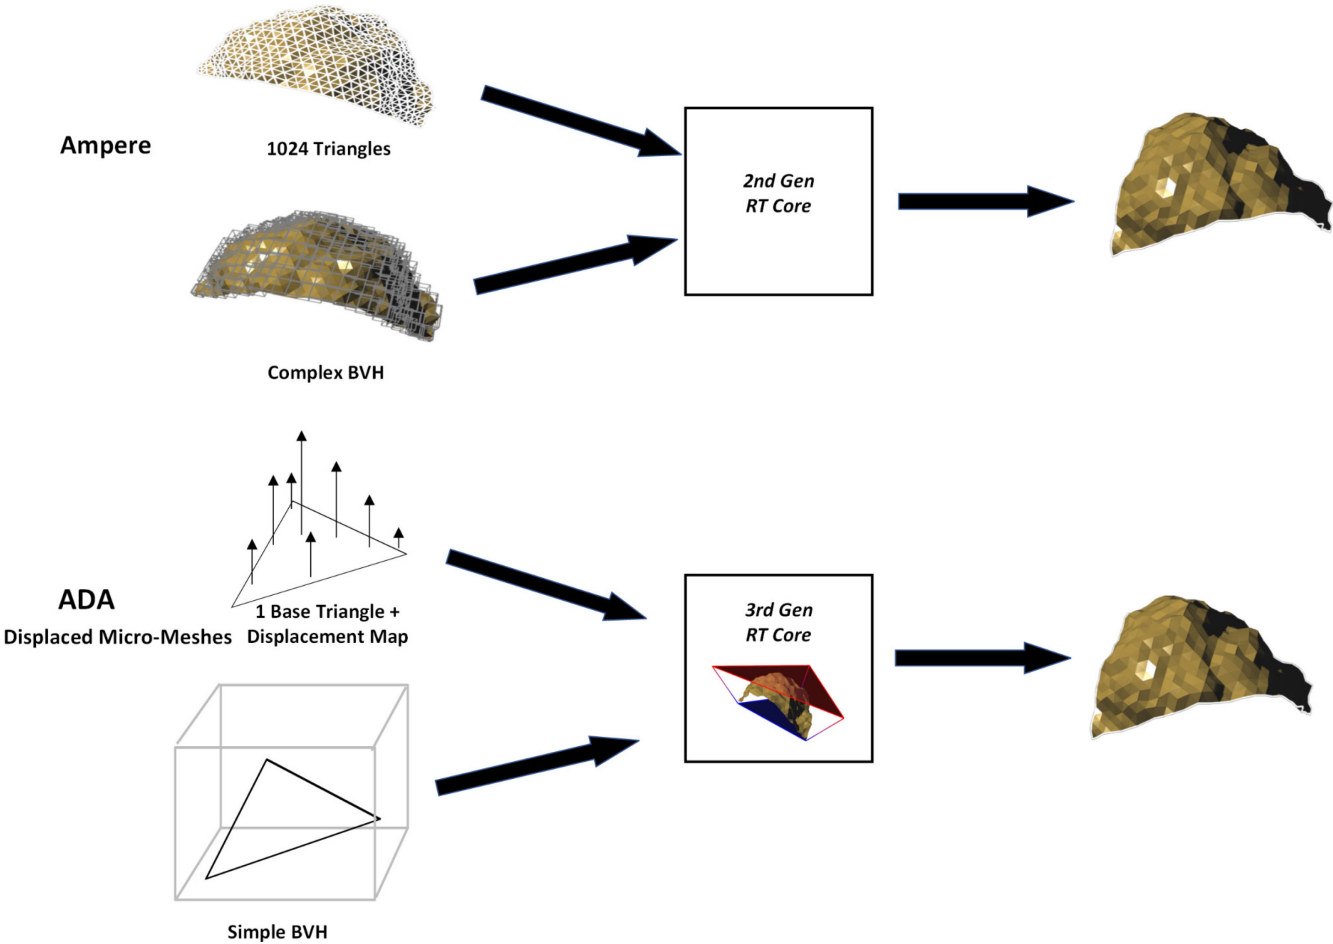 Ampere
1024 Triangles
2nd Gen
RT Core
Complex BVH
ADA
Displaced Micro-Meshes
1 Base Triangle +
Displacement Map
3rd Gen
RT Core
Simple BVH